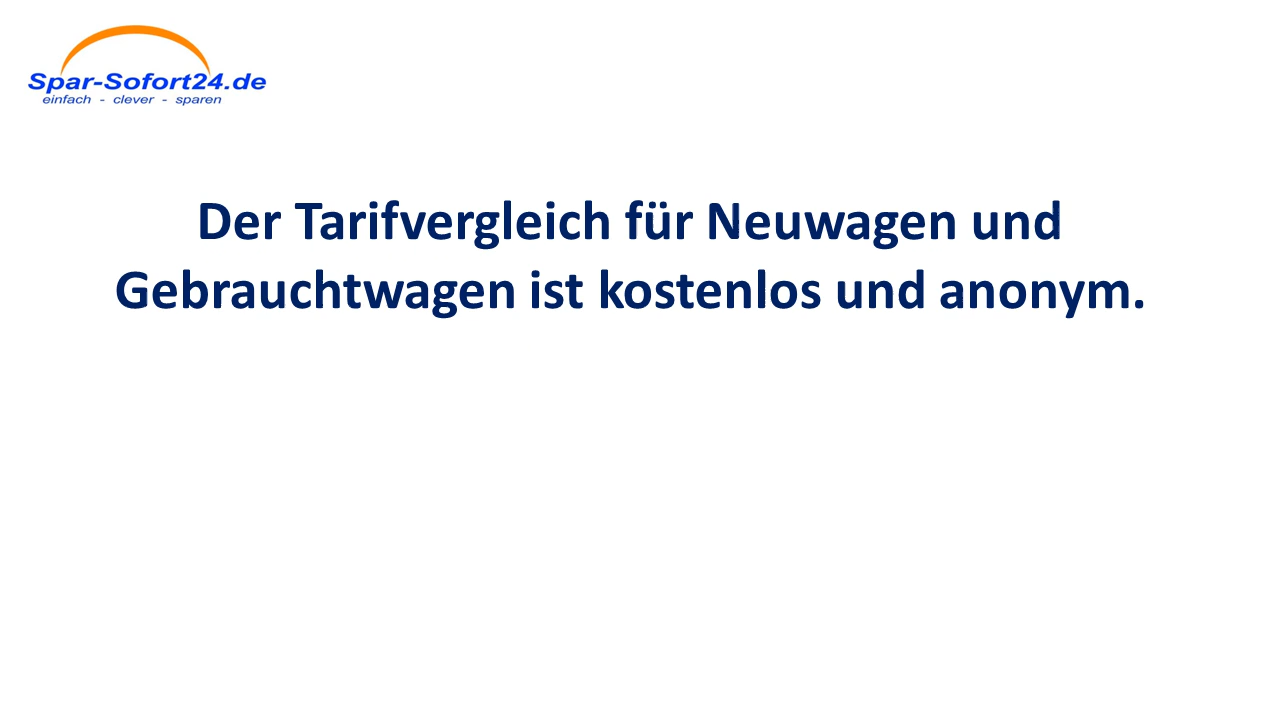 Spar-Sofort24.de
einfach - clever - sparen
Der Tarifvergleich für Neuwagen und
Gebrauchtwagen ist kostenlos und anonym.